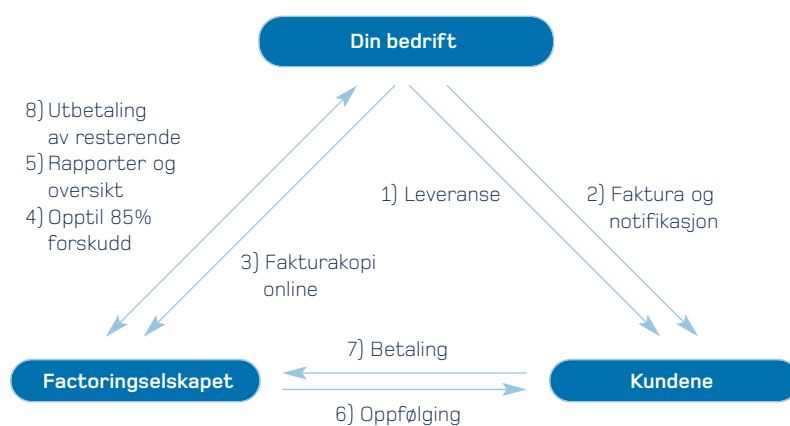 Din bedrift
8) Utbetaling
av resterende
5) Rapporter og
oversikt
4) Opptil 85%
forskudd
1) Leveranse
2) Faktura og
notifikasjon
3) Fakturakopi
online
7) Betaling
Factoringselskapet
Kundene
6) Oppfølging